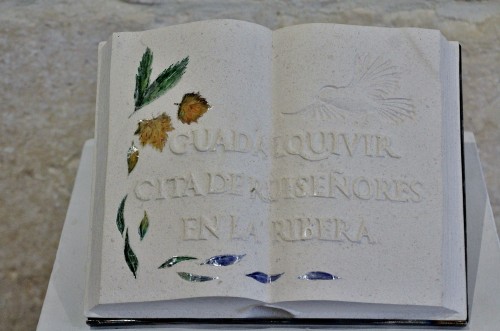 GUADALQUIVIR
CITA DE RUISEÑORES
EN LA RIBERA